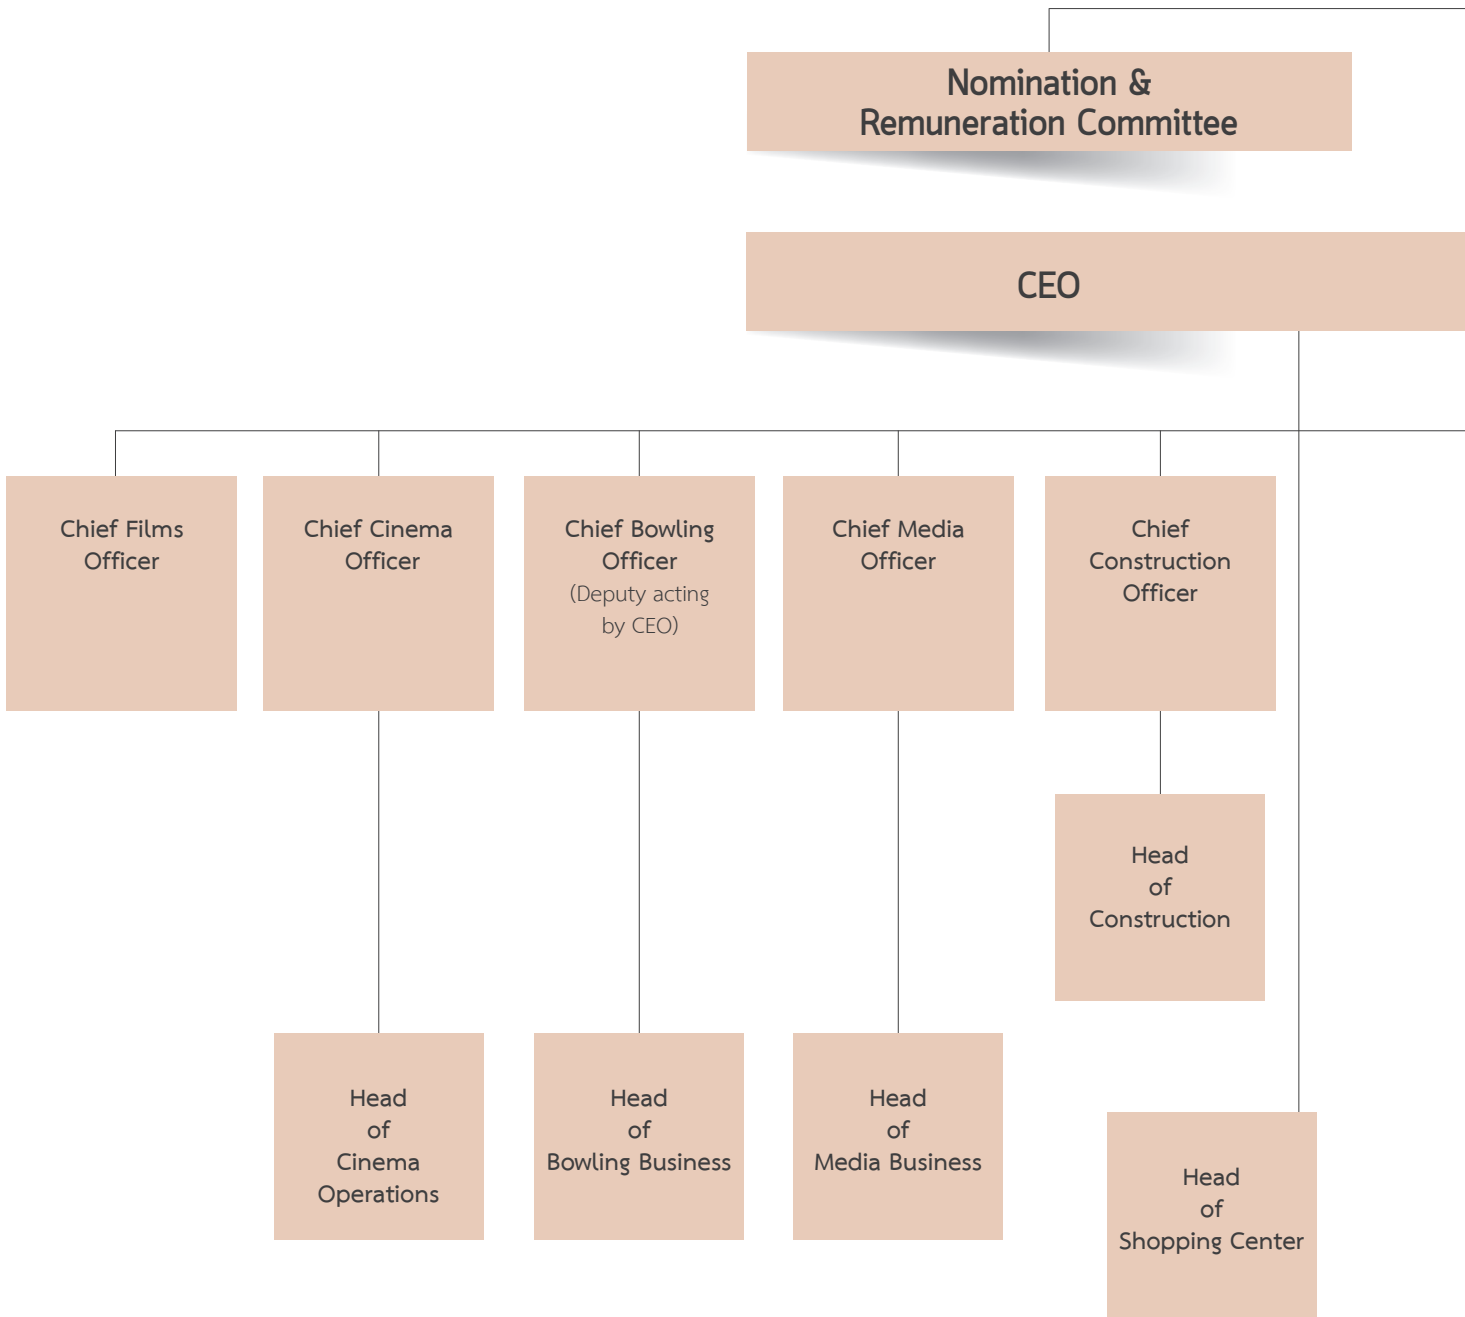 Nomination &
Remuneration Committee
CEO
Chief Films
Officer
Chief Cinema
Officer
Chief Bowling
Officer
(Deputy acting
by CEO)
Chief Media
Officer
Chief
Construction
Officer
Head
of
Construction
Head
of
Cinema
Operations
Head
of
Bowling Business
Head
of
Media Business
Head
of
Shopping Center